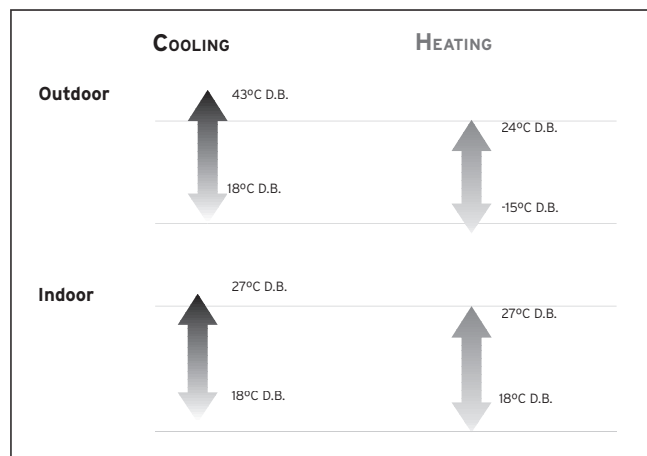 COOLING HEATING
Outdoor 43ºC D.B.
24ºC D.B.
18ºC D.B.
-15ºC D.B.
Indoor 27ºC D.B.
27ºC D.B.
18ºC D.B. 18ºC D.B.